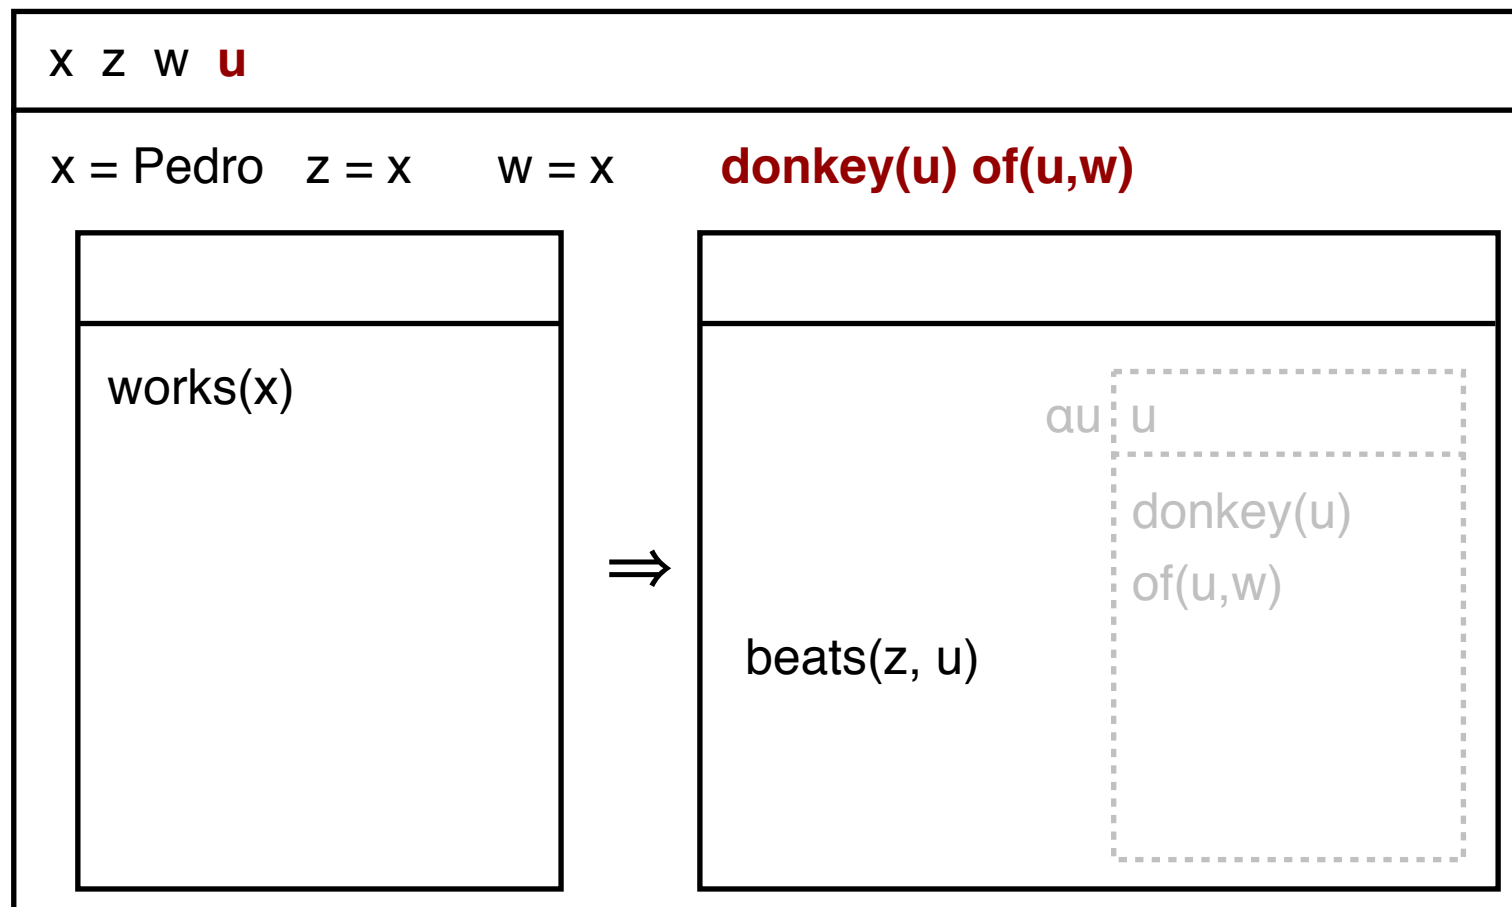 x z w u
x = Pedro z = x w = x donkey(u) of(u,w)
works(x)
αu u
donkey(u)
⇒
of(u,w)
beats(z, u)